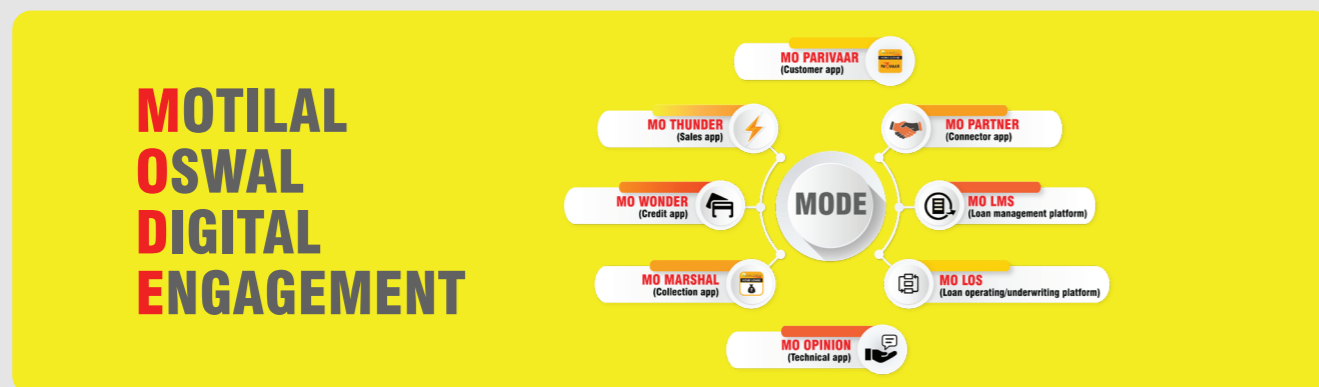 MOTILAL
OSWAL
DIGITAL
ENGAGEMENT
MO PARIVAAR
(Customer app)
MO THUNDER
(Sales app)
MO PARTNER
(Connector app)
MO WONDER
(Credit app)
MODE
MO LMS
(Loan management platform)
MO MARSHAL
(Collection app)
MO LOS
(Loan operating/underwriting platform)
MO OPINION
(Technical app)